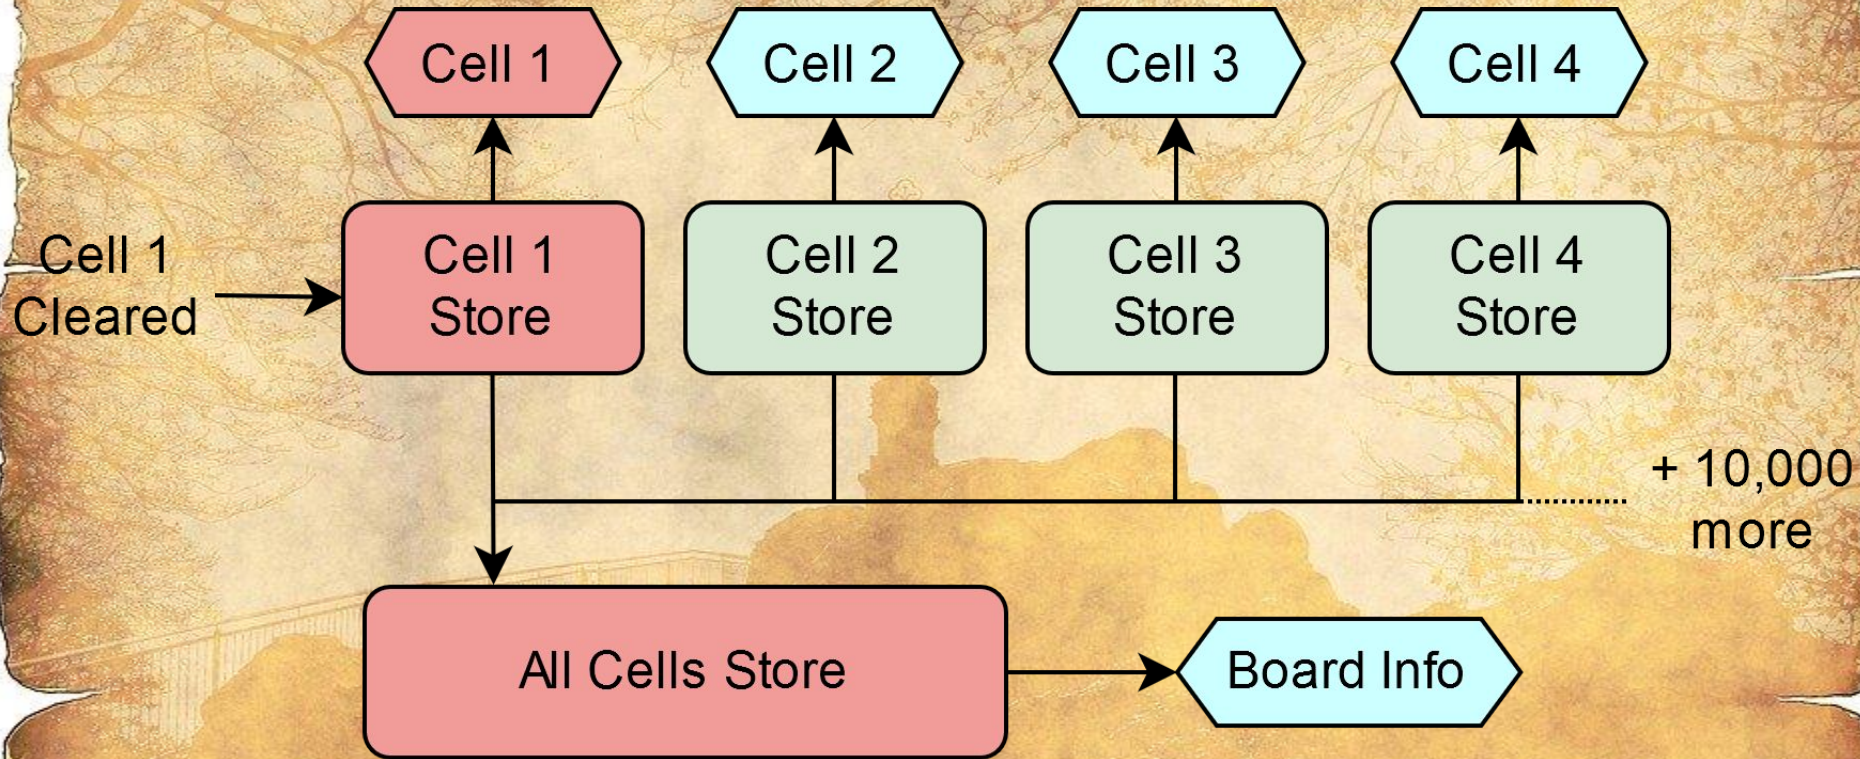 Cell 1
Cell 2
Cell 3
Cell 4
Cell 1
Cleared
Cell 1
Store
Cell 2
Store
Cell 3
Store
Cell 4
Store
+ 10,000
more
All Cells Store
Board Info